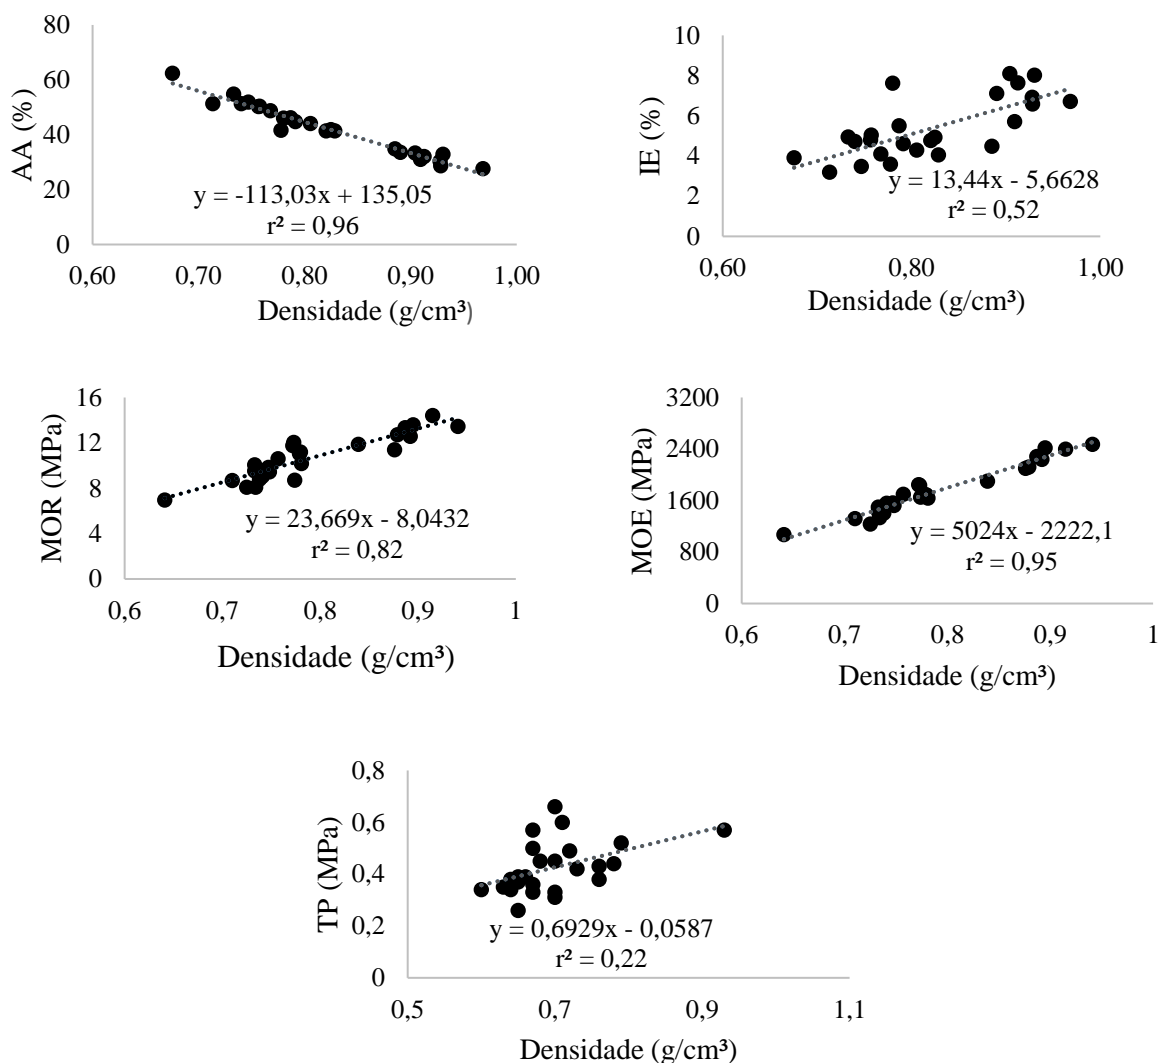 80
60
40
20
0
AA (%)
y = -113,03x + 135,05
r² = 0,96
0,60 0,70 0,80 0,90 1,00
Densidade (g/cm³)
10
8
6
4
2
0
IE (%)
y = 13,44x - 5,6628
r² = 0,52
0,60 0,80 1,00
Densidade (g/cm³)
16
12
8
4
0
MOR (MPa)
y = 23,669x - 8,0432
r² = 0,82
0,6 0,7 0,8 0,9 1
Densidade (g/cm³)
3200
2400
1600
800
0
MOE (MPa)
y = 5024x - 2222,1
r² = 0,95
0,6 0,7 0,8 0,9 1
Densidade (g/cm³)
0,8
0,6
0,4
0,2
0
TP (MPa)
y = 0,6929x - 0,0587
r² = 0,22
0,5 0,7 0,9 1,1
Densidade (g/cm³)